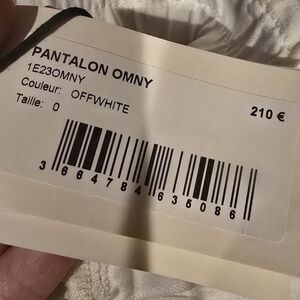 PANTALON OMNY
1E23OMNY
Couleur: OFFWHITE
Taille: 0
210 €
3664784635086